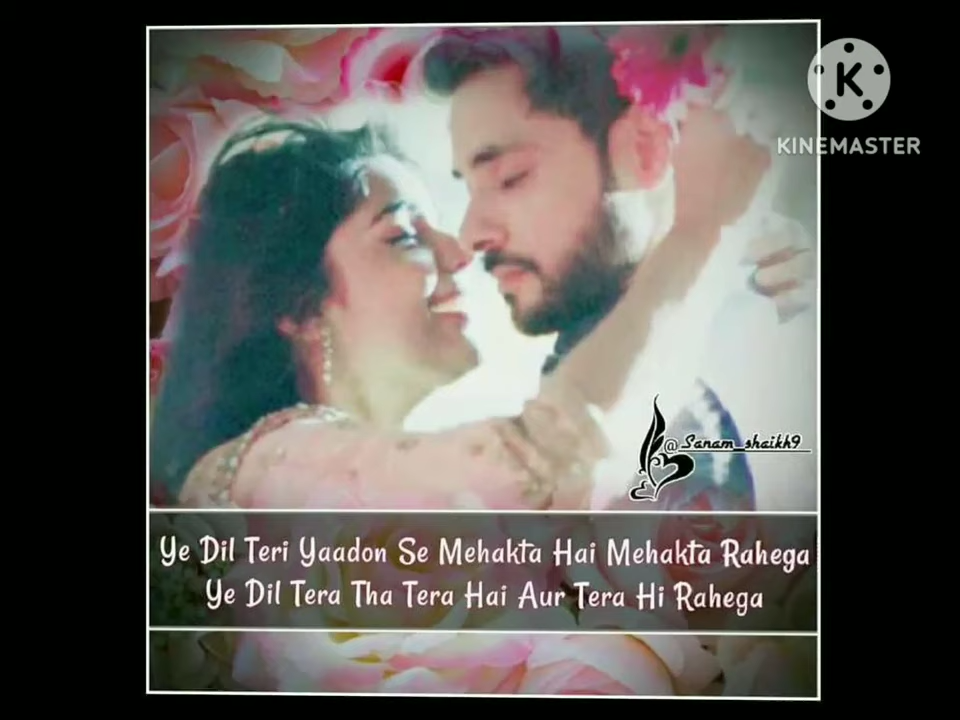 K
KINEMASTER
@Sanam_shaikh9
Ye Dil Teri Yaadon Se Mehakta Hai Mehakta Rahega
Ye Dil Tera Tha Tera Hai Aur Tera Hi Rahega